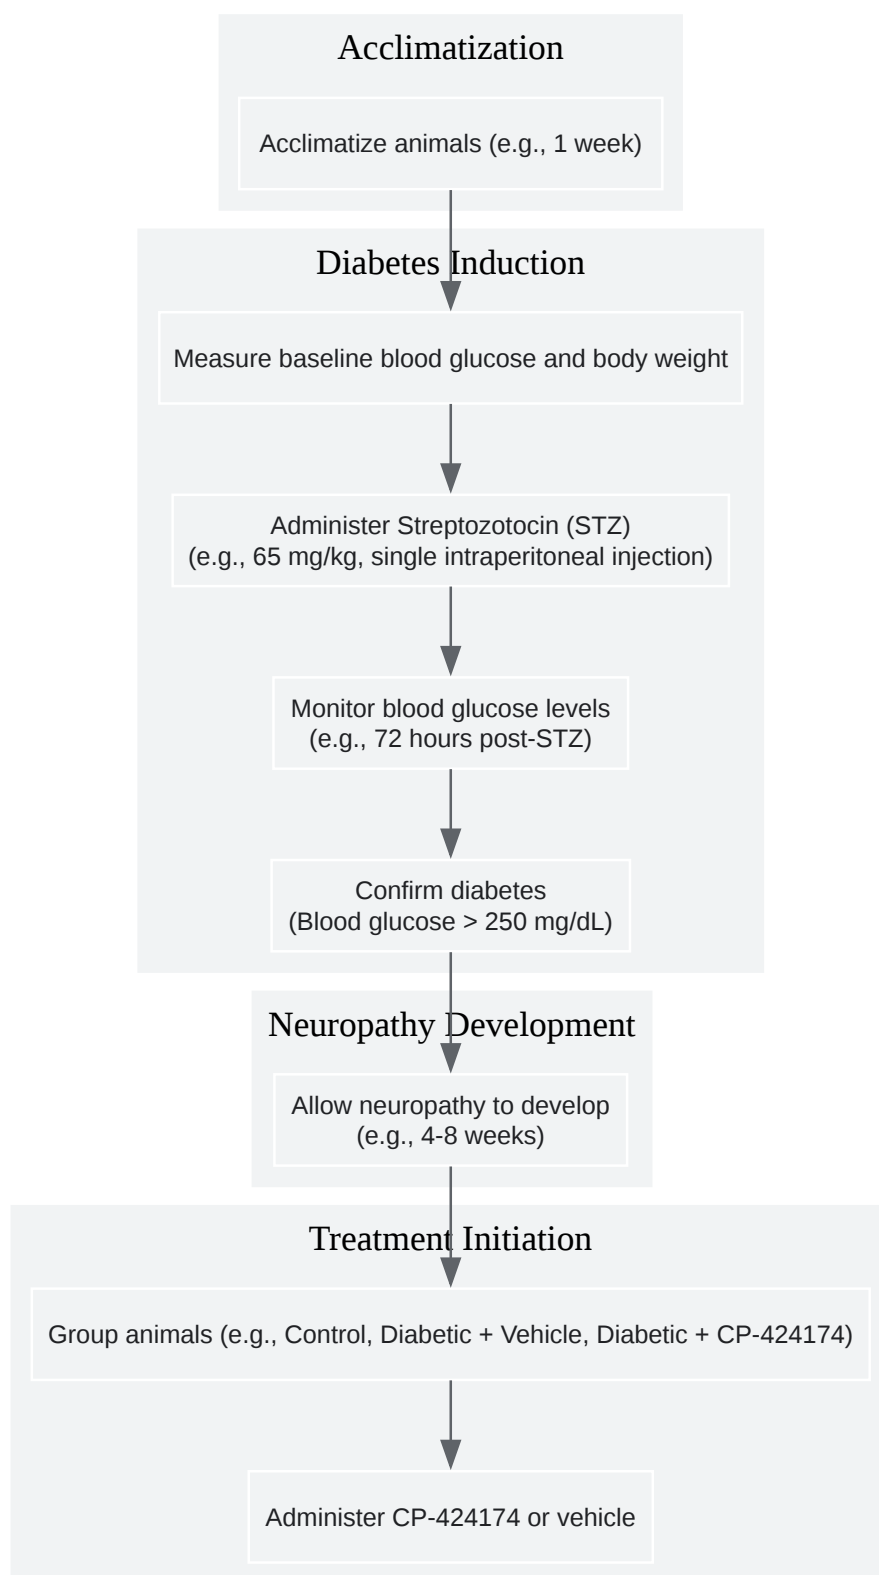 Acclimatization
Acclimatize animals (e.g., 1 week)
Diabetes Induction
Measure baseline blood glucose and body weight
Administer Streptozotocin (STZ)
(e.g., 65 mg/kg, single intraperitoneal injection)
Monitor blood glucose levels
(e.g., 72 hours post-STZ)
Confirm diabetes
(Blood glucose > 250 mg/dL)
Neuropathy Development
Allow neuropathy to develop
(e.g., 4-8 weeks)
Treatment Initiation
Group animals (e.g., Control, Diabetic + Vehicle, Diabetic + CP-424174)
Administer CP-424174 or vehicle